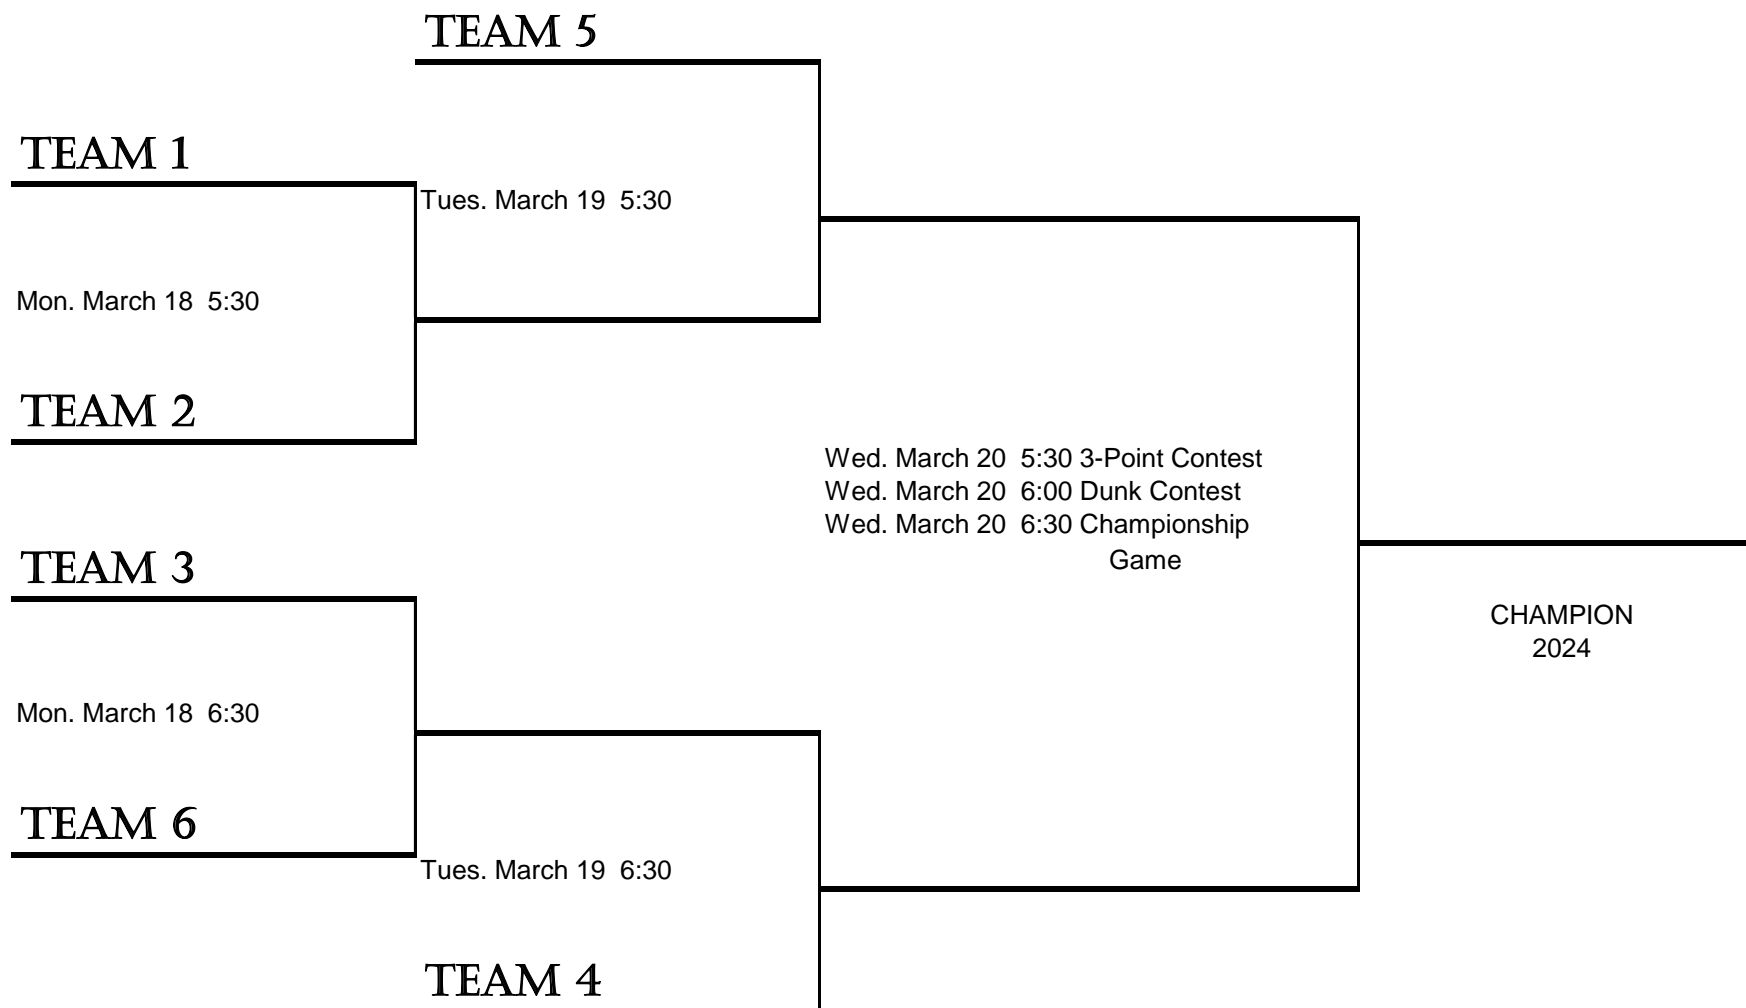 TEAM 5
TEAM 1
Tues. March 19 5:30
Mon. March 18 5:30
TEAM 2
Wed. March 20 5:30 3-Point Contest
Wed. March 20 6:00 Dunk Contest
Wed. March 20 6:30 Championship
Game
TEAM 3
CHAMPION
2024
Mon. March 18 6:30
TEAM 6
Tues. March 19 6:30
TEAM 4